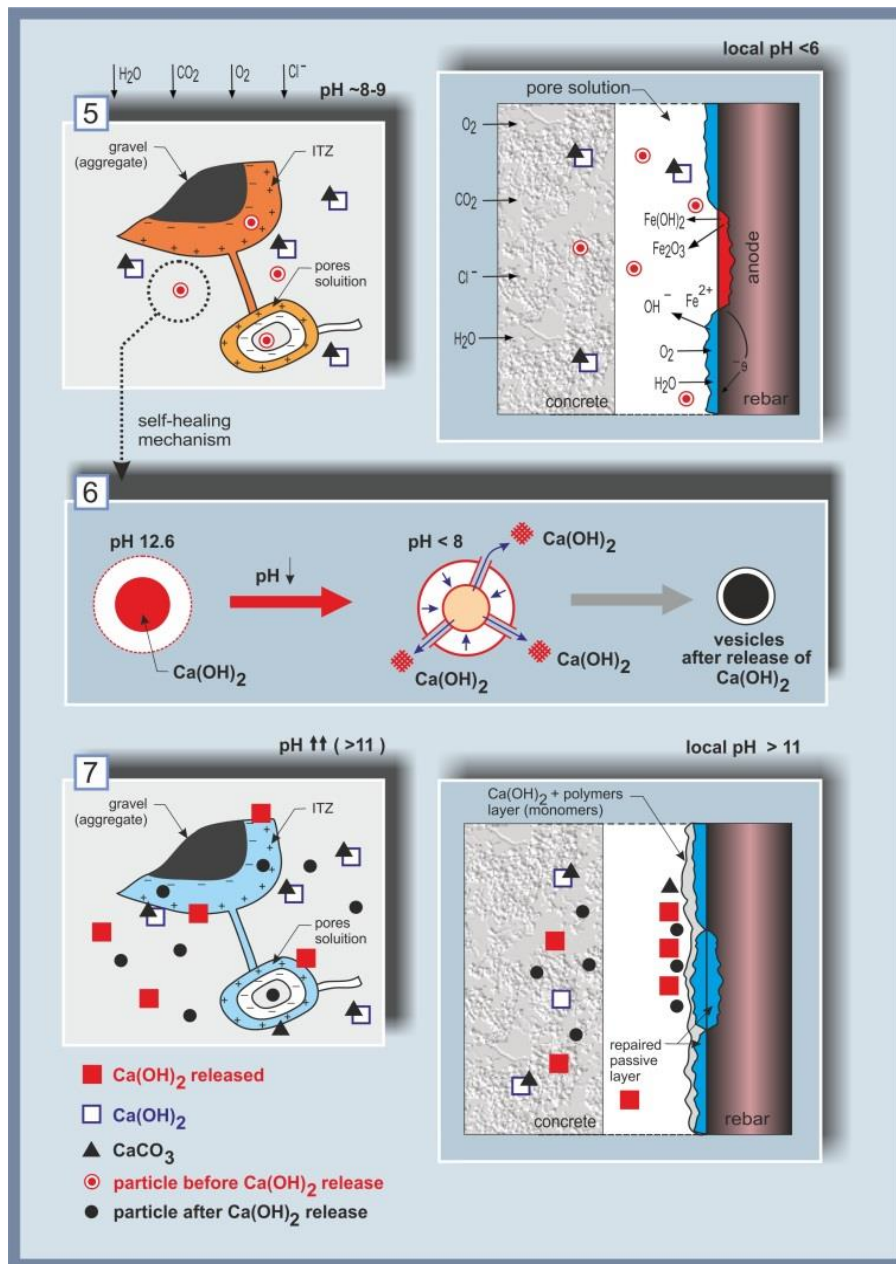 H2O CO2 O2 Cl⁻
pH ~8-9
5
gravel
(aggregate)
ITZ
pores
soluition
self-healing
mechanism
local pH <6
pore solution
O2
CO2
Cl⁻
H2O
concrete
Fe(OH)2
Fe2O3
OH⁻
Fe2+
O2
H2O
anode
⁻e
rebar
6
pH 12.6
Ca(OH)2
pH ↓
pH < 8
Ca(OH)2
Ca(OH)2
Ca(OH)2
vesicles
after release of
Ca(OH)2
pH ⬆⬆ ( >11 )
7
gravel
(aggregate)
ITZ
pores
soluition
local pH > 11
Ca(OH)2 + polymers
layer (monomers)
repaired
passive
layer
concrete
rebar
Ca(OH)2 released
Ca(OH)2
CaCO3
particle before Ca(OH)2 release
particle after Ca(OH)2 release